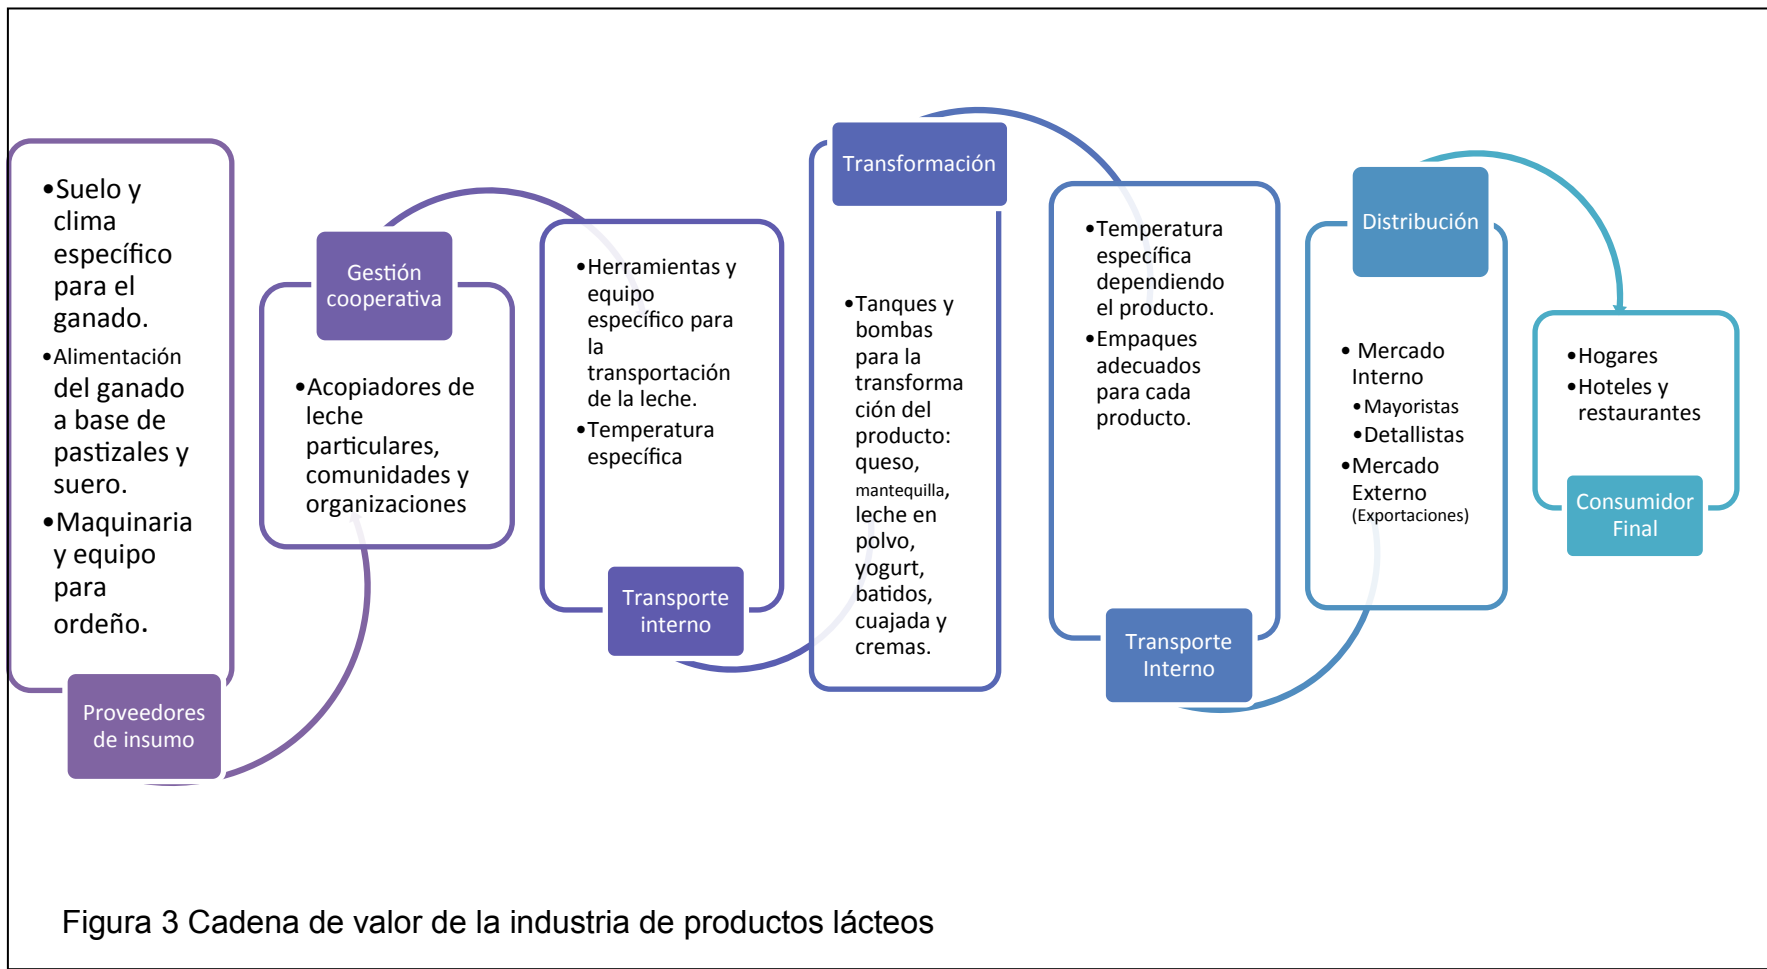 •Suelo y
clima
específico
para el
ganado.
•Alimentación
del ganado
a base de
pastizales y
suero.
•Maquinaria
y equipo
para
ordeño.
Proveedores
de insumo
Gestión
cooperativa
•Acopiadores de
leche
particulares,
comunidades y
organizaciones
•Herramientas y
equipo
específico para
la
transportación
de la leche.
•Temperatura
específica
Transporte
interno
Transformación
•Tanques y
bombas
para la
transforma
ción del
producto:
queso,
mantequilla,
leche en
polvo,
yogurt,
batidos,
cuajada y
cremas.
•Temperatura
específica
dependiendo
el producto.
•Empaques
adecuados
para cada
producto.
Transporte
Interno
Distribución
• Mercado
Interno
•Mayoristas
•Detallistas
•Mercado
Externo
(Exportaciones)
•Hogares
•Hoteles y
restaurantes
Consumidor
Final
Figura 3 Cadena de valor de la industria de productos lácteos